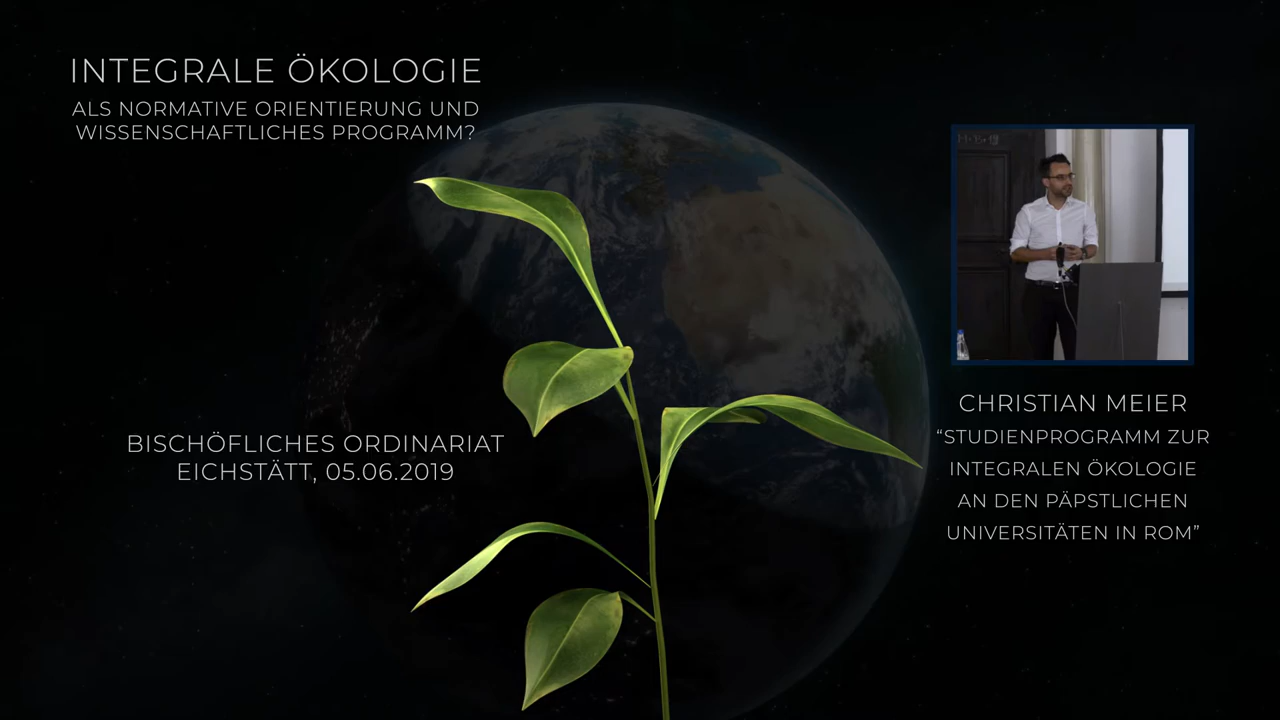 INTEGRALE ÖKOLOGIE
ALS NORMATIVE ORIENTIERUNG UND
WISSENSCHAFTLICHES PROGRAMM?
BISCHÖFLICHES ORDINARIAT
EICHSTÄTT, 05.06.2019
CHRISTIAN MEIER
“STUDIENPROGRAMM ZUR
INTEGRALEN ÖKOLOGIE
AN DEN PÄPSTLICHEN
UNIVERSITÄTEN IN ROM”